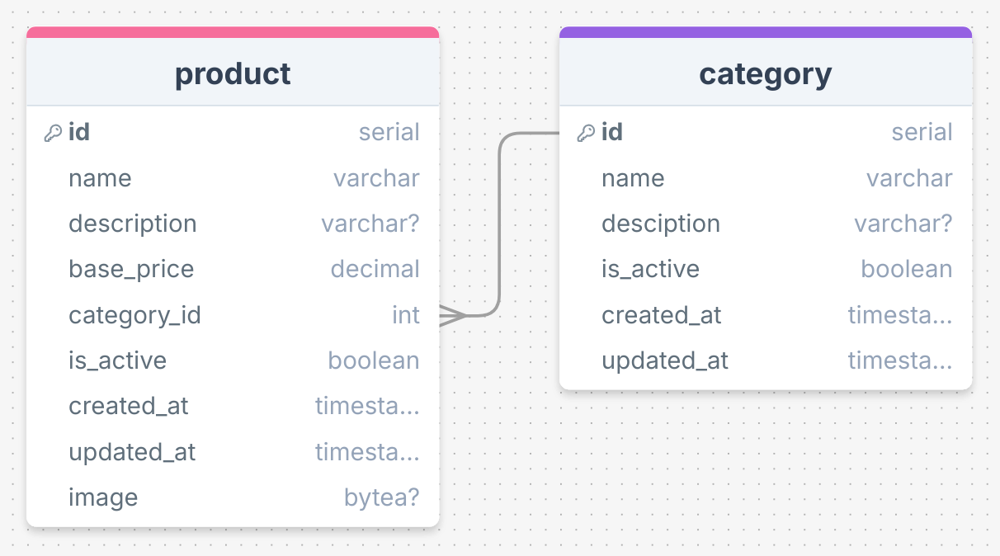 product
id serial
name varchar
description varchar?
base_price decimal
category_id int
is_active boolean
created_at timesta...
updated_at timesta...
image bytea?
category
id serial
name varchar
desciption varchar?
is_active boolean
created_at timesta...
updated_at timesta...